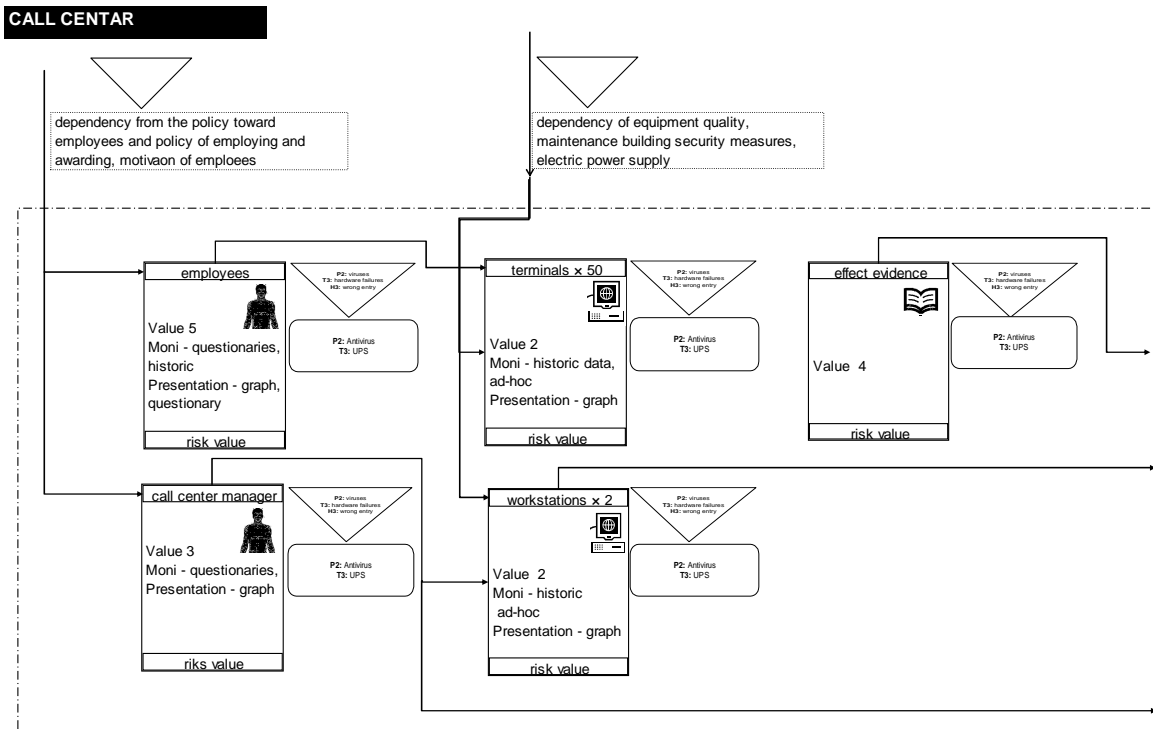 CALL CENTAR
dependency from the policy toward
employees and policy of employing and
awarding, motivaon of emploees
dependency of equipment quality,
maintenance building security measures,
electric power supply
employees
Value 5
Moni - questionaries,
historic
Presentation - graph,
questionary
risk value
P2: viruses
T3: hardware failures
H3: wrong entry
P2: Antivirus
T3: UPS
terminals × 50
Value 2
Moni - historic data,
ad-hoc
Presentation - graph
risk value
P2: viruses
T3: hardware failures
H3: wrong entry
P2: Antivirus
T3: UPS
effect evidence
Value 4
risk value
P2: viruses
T3: hardware failures
H3: wrong entry
P2: Antivirus
T3: UPS
call center manager
Value 3
Moni - questionaries,
Presentation - graph
riks value
P2: viruses
T3: hardware failures
H3: wrong entry
P2: Antivirus
T3: UPS
workstations × 2
Value 2
Moni - historic
ad-hoc
Presentation - graph
risk value
P2: viruses
T3: hardware failures
H3: wrong entry
P2: Antivirus
T3: UPS